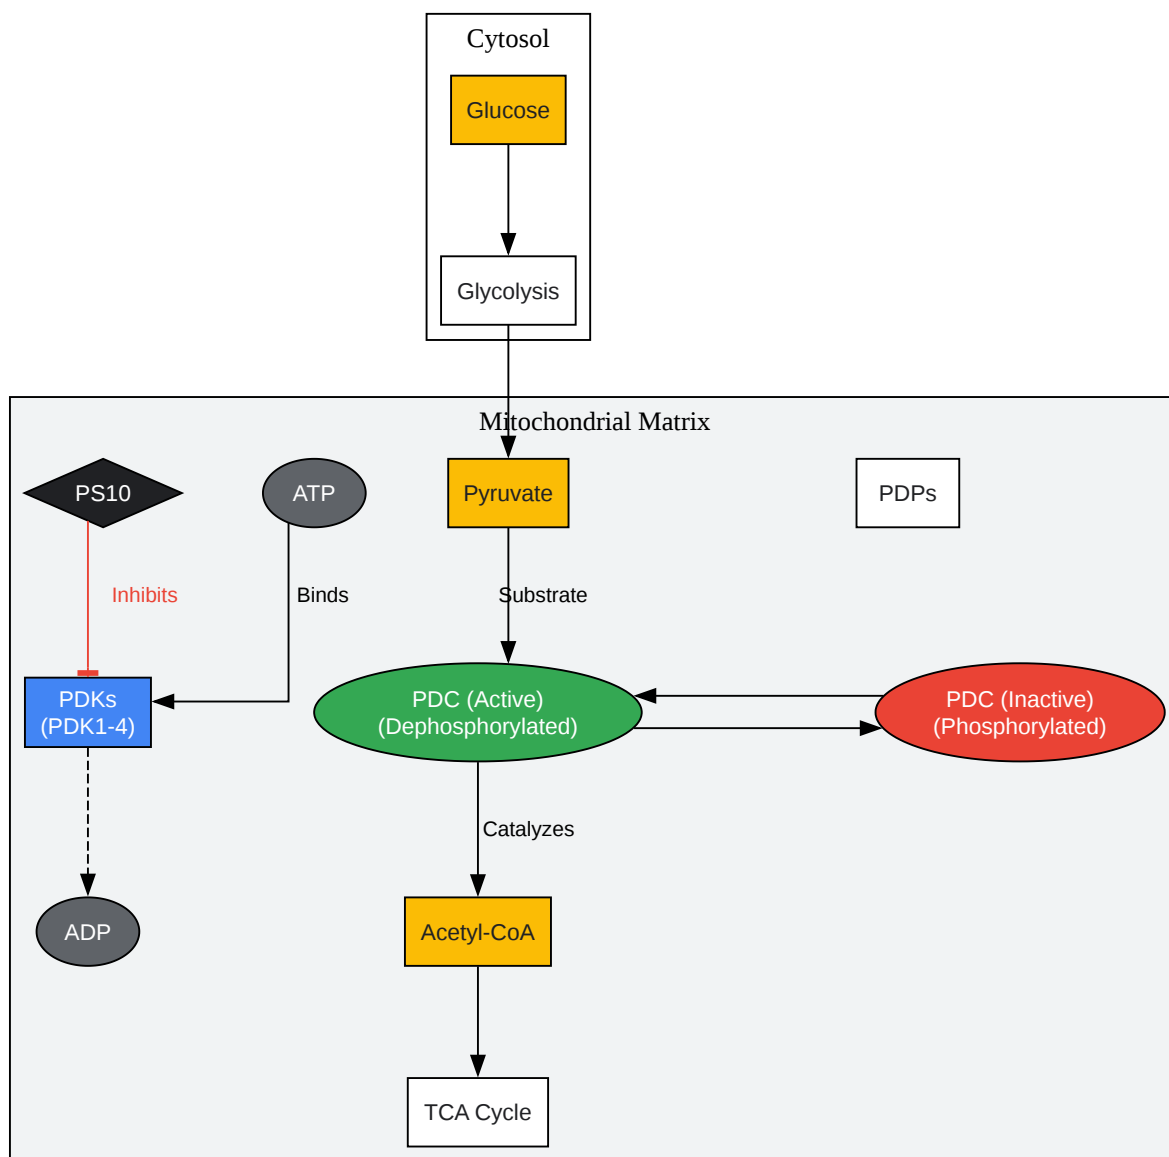 Cytosol
Glucose
Glycolysis
Mitochondrial Matrix
PS10
ATP
Pyruvate
PDPs
Inhibits
Binds
Substrate
PDKs
(PDK1-4)
PDC (Active)
(Dephosphorylated)
PDC (Inactive)
(Phosphorylated)
Catalyzes
ADP
Acetyl-CoA
TCA Cycle